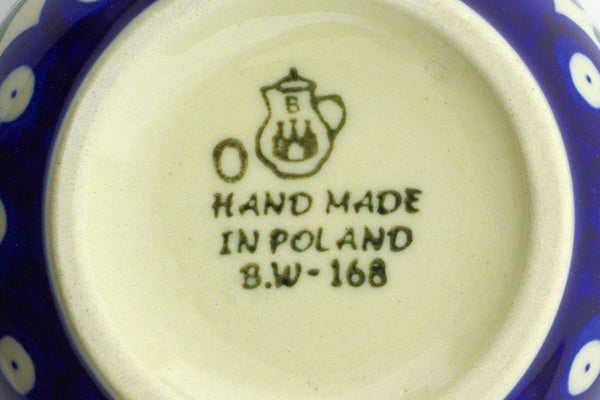 B
O
HAND MADE
IN POLAND
B.W-168